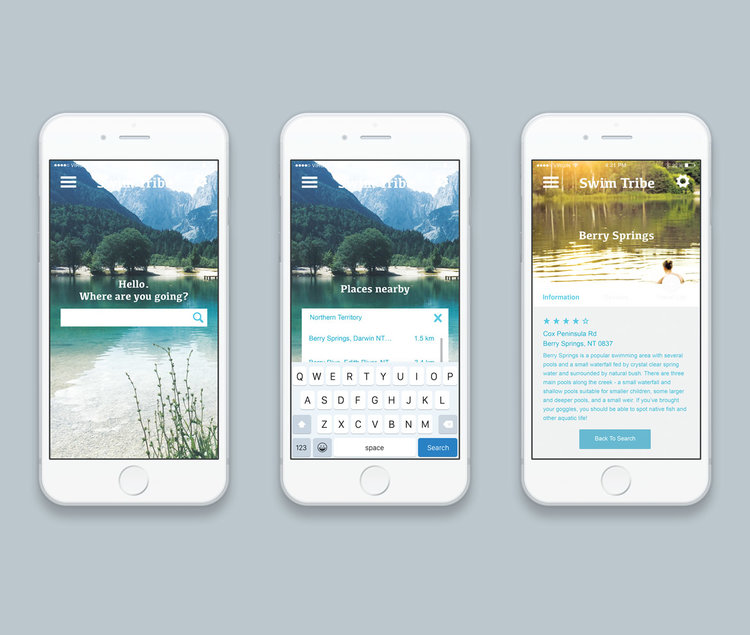 Hello.
Where are you going?
Places nearby
Northern Territory
Berry Springs, Darwin NT...
1.5 km
Q W E R T Y U I O P
A S D F G H J K L
Z X C V B N M
123
space
Search
4:21 PM
Swim Tribe
Berry Springs
Information
Cox Peninsula Rd
Berry Springs, NT 0837
Berry Springs is a popular swimming area with several
pools and a small waterfall fed by crystal clear spring
water and surrounded by natural bush. There are three
main pools along the creek - a small waterfall and
shallow pools suitable for smaller children, some larger
and deeper pools, and a small weir. if you've brought
your goggles, you should be able to spot native fish and
other aquatic life!
Back To Search